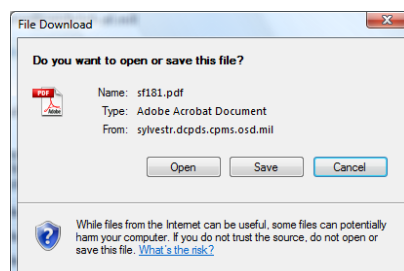 File Download
Do you want to open or save this file?
PDF
Adobe
Name: sf181.pdf
Type: Adobe Acrobat Document
From: sylvestr.dcpds.cpms.osd.mil
Open Save Cancel
While files from the Internet can be useful, some files can potentially
harm your computer. If you do not trust the source, do not open or
save this file. What's the risk?